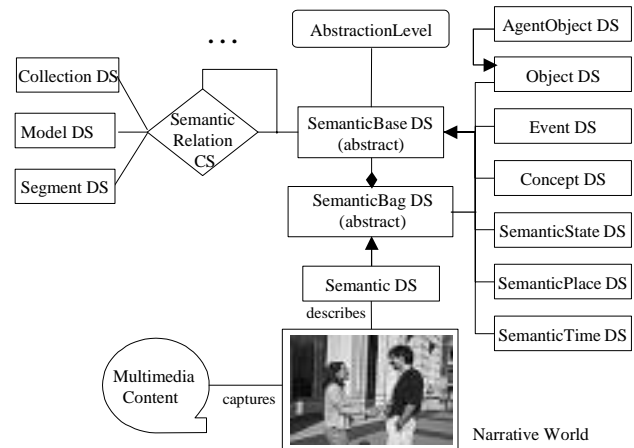 • • •
AbstractionLevel
AgentObject DS
Collection DS
Object DS
Semantic
Relation
CS
Model DS
SemanticBase DS
(abstract)
Event DS
Segment DS
Concept DS
SemanticBag DS
(abstract)
SemanticState DS
Semantic DS
SemanticPlace DS
describes
SemanticTime DS
Multimedia
Content
captures
Narrative World